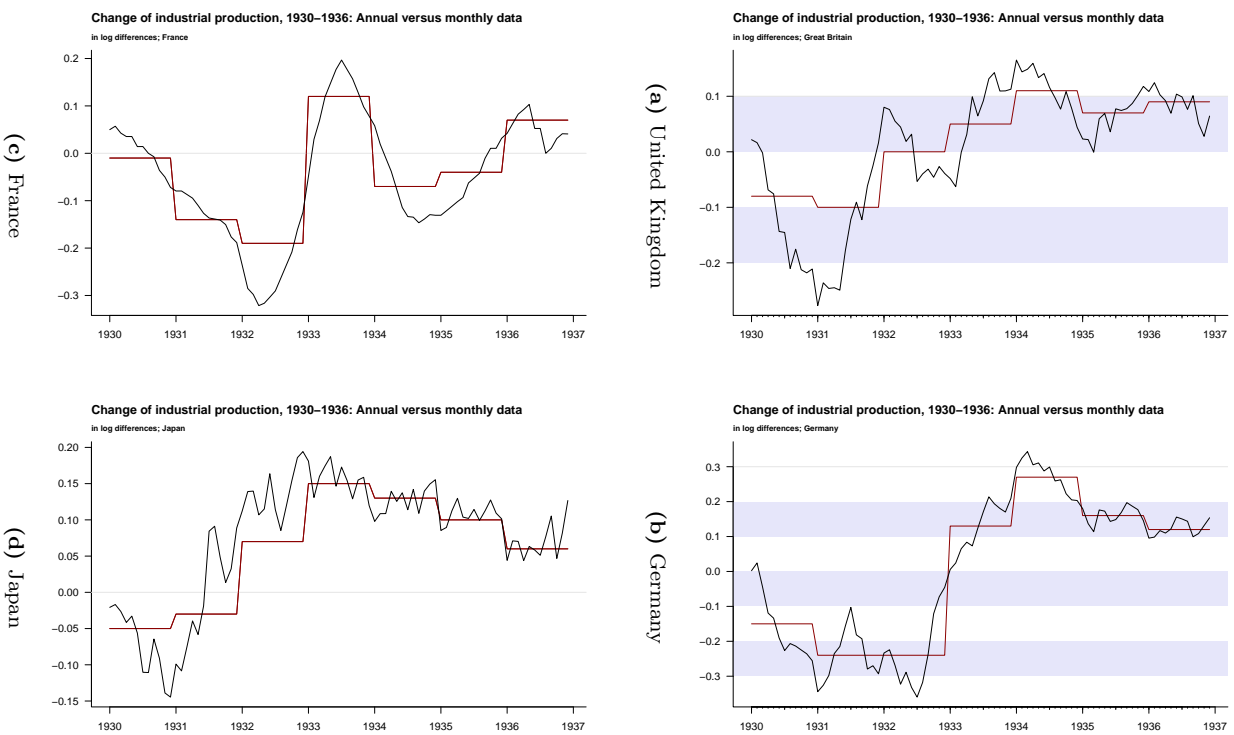 Change of industrial production, 1930–1936: Annual versus monthly data
in log differences; France
0.2
0.1
0.0
−0.1
−0.2
−0.3
1930 1931 1932 1933 1934 1935 1936 1937
(c) France
Change of industrial production, 1930–1936: Annual versus monthly data
in log differences; Great Britain
0.1
0.0
−0.1
−0.2
1930 1931 1932 1933 1934 1935 1936 1937
(a) United Kingdom
Change of industrial production, 1930–1936: Annual versus monthly data
in log differences; Japan
0.20
0.15
0.10
0.05
0.00
−0.05
−0.10
−0.15
1930 1931 1932 1933 1934 1935 1936 1937
(d) Japan
Change of industrial production, 1930–1936: Annual versus monthly data
in log differences; Germany
0.3
0.2
0.1
0.0
−0.1
−0.2
−0.3
1930 1931 1932 1933 1934 1935 1936 1937
(b) Germany